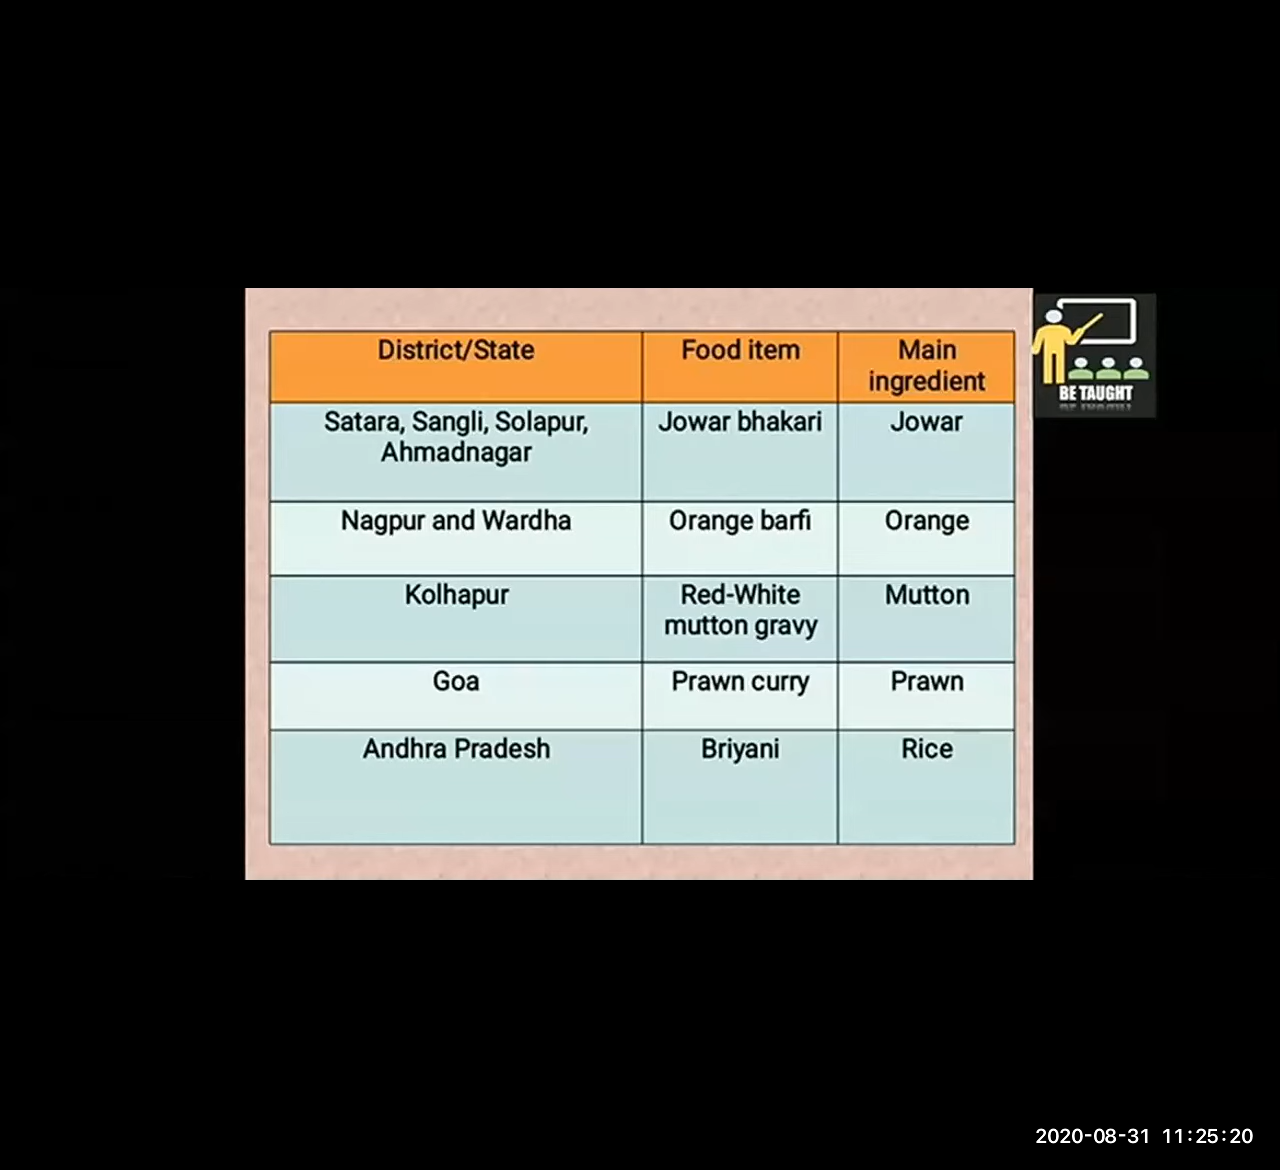 District/State Food item Main
ingredient
Satara, Sangli, Solapur, Jowar bhakari Jowar
Ahmadnagar
Nagpur and Wardha Orange barfi Orange
Kolhapur Red-White Mutton
mutton gravy
Goa Prawn curry Prawn
Andhra Pradesh Briyani Rice
BE TAUGHT
2020-08-31 11:25:20